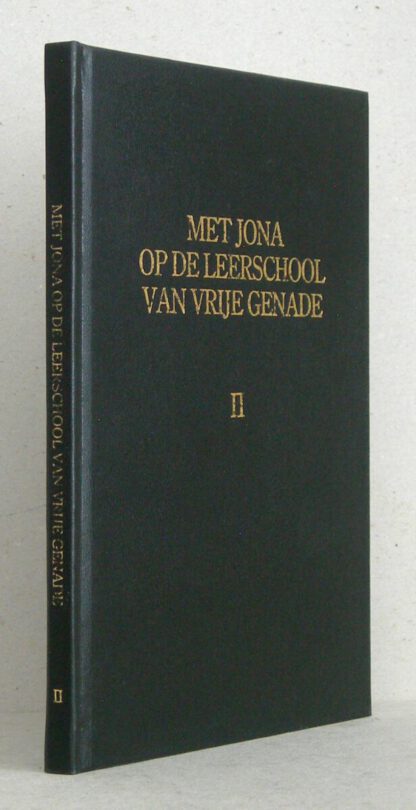 MET JONA
OP DE LEERSCHOOL
VAN VRIJE GENADE
II
MET JONA OP DE LEERSCHOOL VAN VRIJE GENADE
II